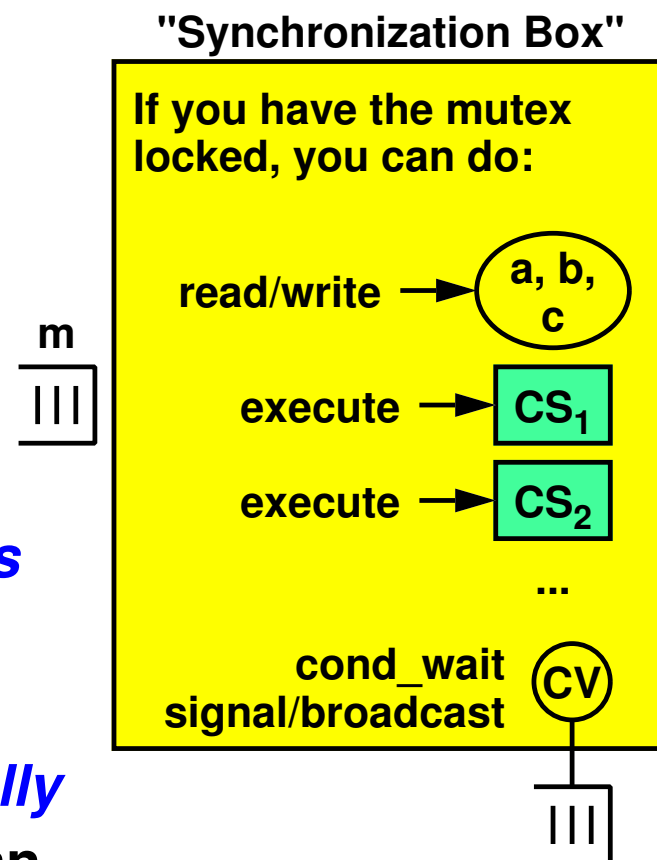 "Synchronization Box"
If you have the mutex
locked, you can do:
read/write
a, b,
c
m
execute
CS1
execute
CS2
s
...
cond_wait
CV
signal/broadcast
lly